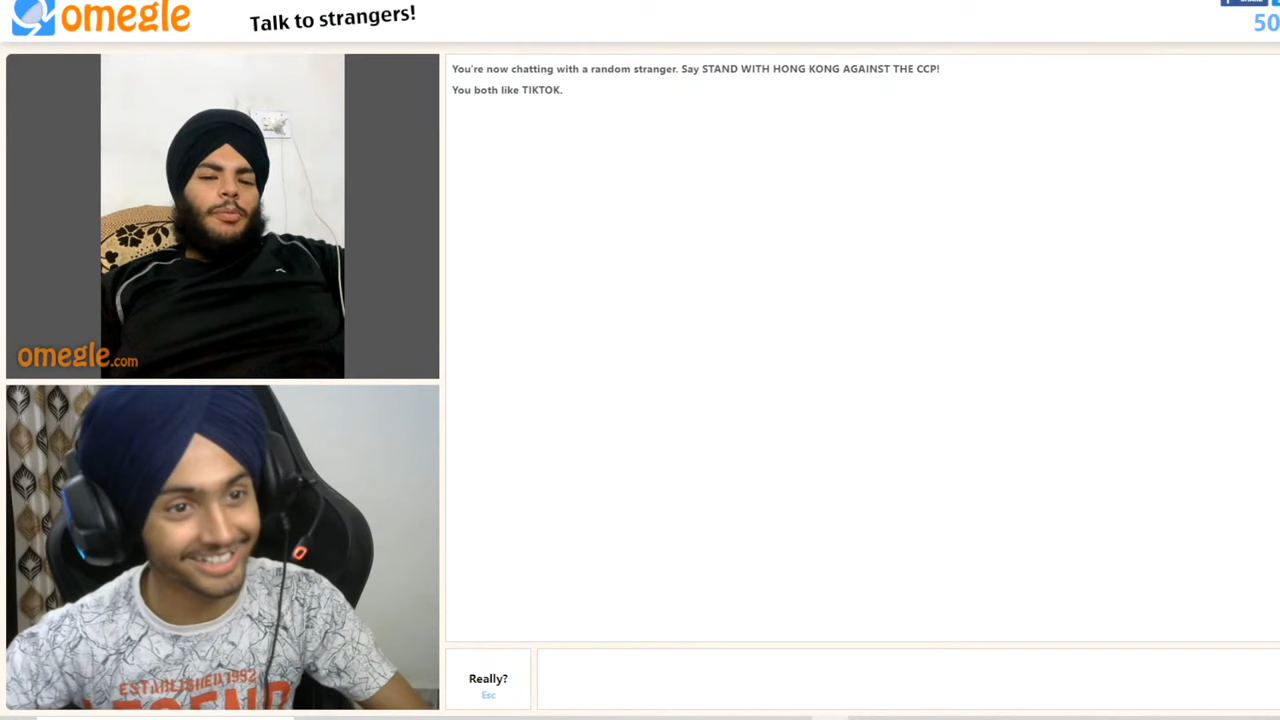 omegle
Talk to strangers!
50
You're now chatting with a random stranger. Say STAND WITH HONG KONG AGAINST THE CCP!
You both like TIKTOK.
omegle.com
ESTABLISHED 1992
LEGEND
Really?
Esc